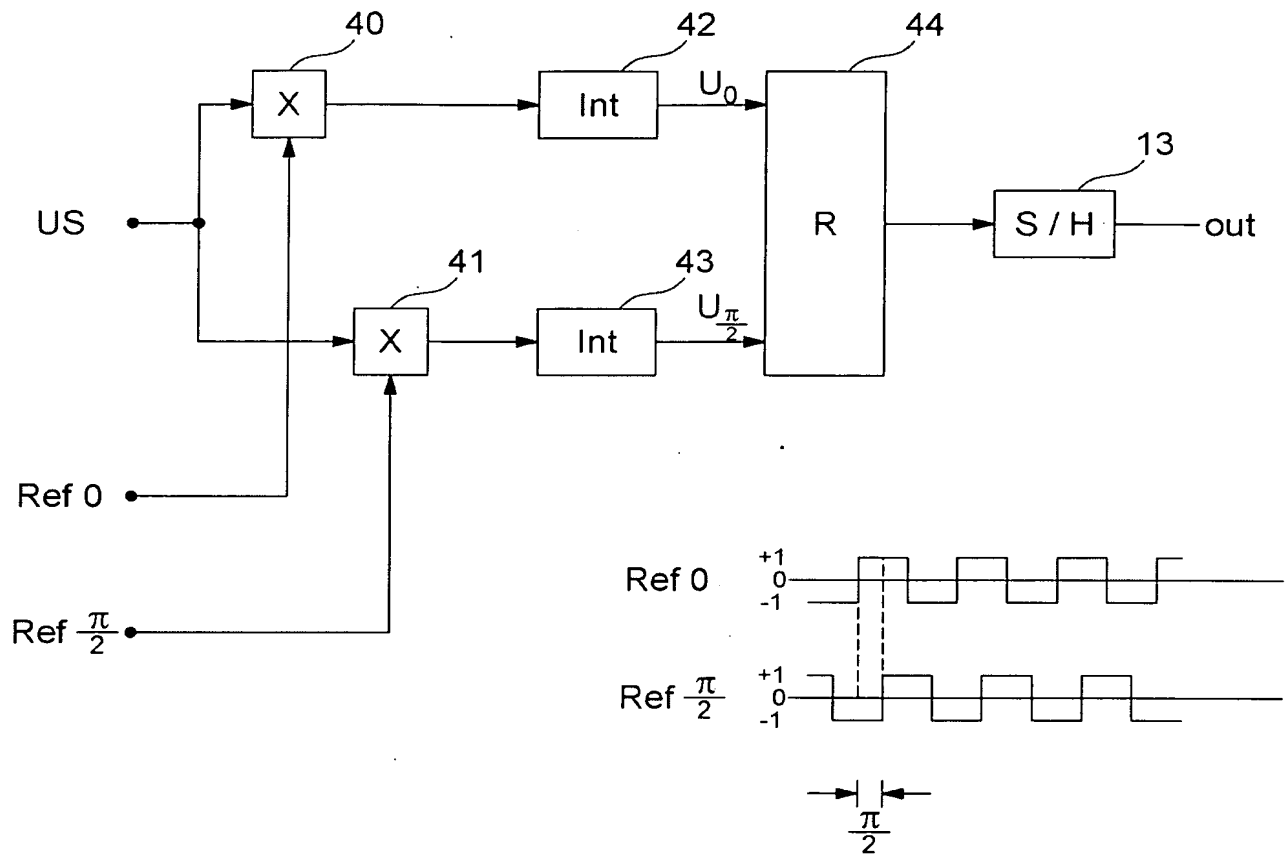 40
42
44
X
Int
U0
13
US
R
S / H
out
41
43
X
Int
Uπ/2
Ref 0
Ref π/2
Ref 0
+1
0
-1
Ref π/2
+1
0
-1
π/2